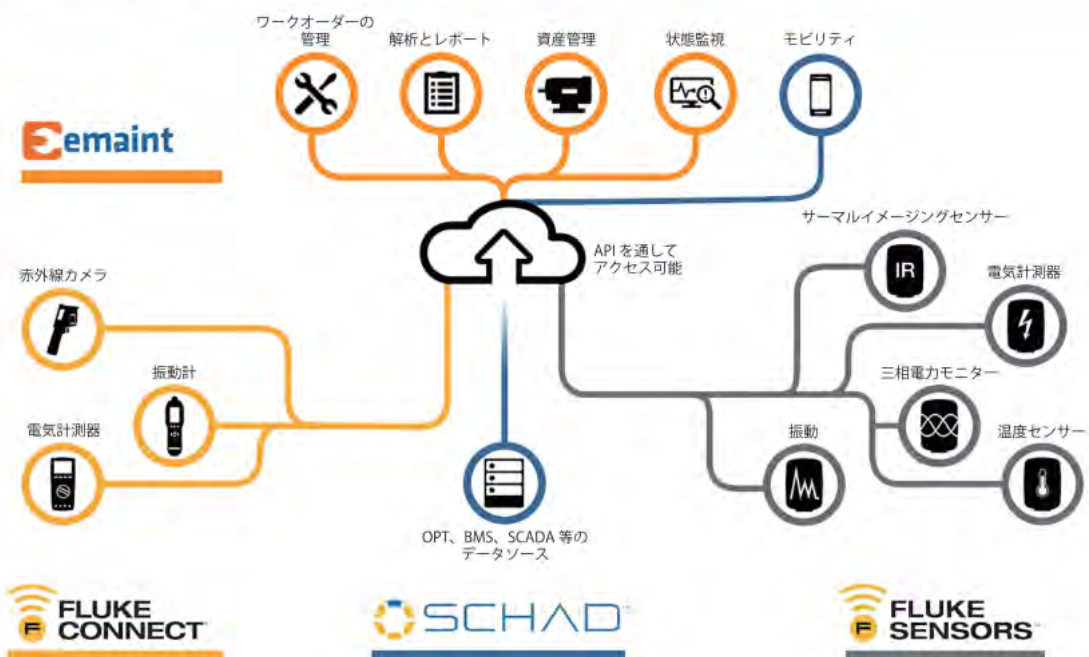 ワークオーダーの
管理
解析とレポート
資産管理
状態監視
モビリティ
emaint
API を通して
アクセス可能
サーマルイメージングセンサー
IR
電気計測器
赤外線カメラ
振動計
三相電力モニター
電気計測器
振動
温度センサー
OPT、BMS、SCADA 等の
データソース
F
FLUKE
CONNECT
SCHAD
F
FLUKE
SENSORS